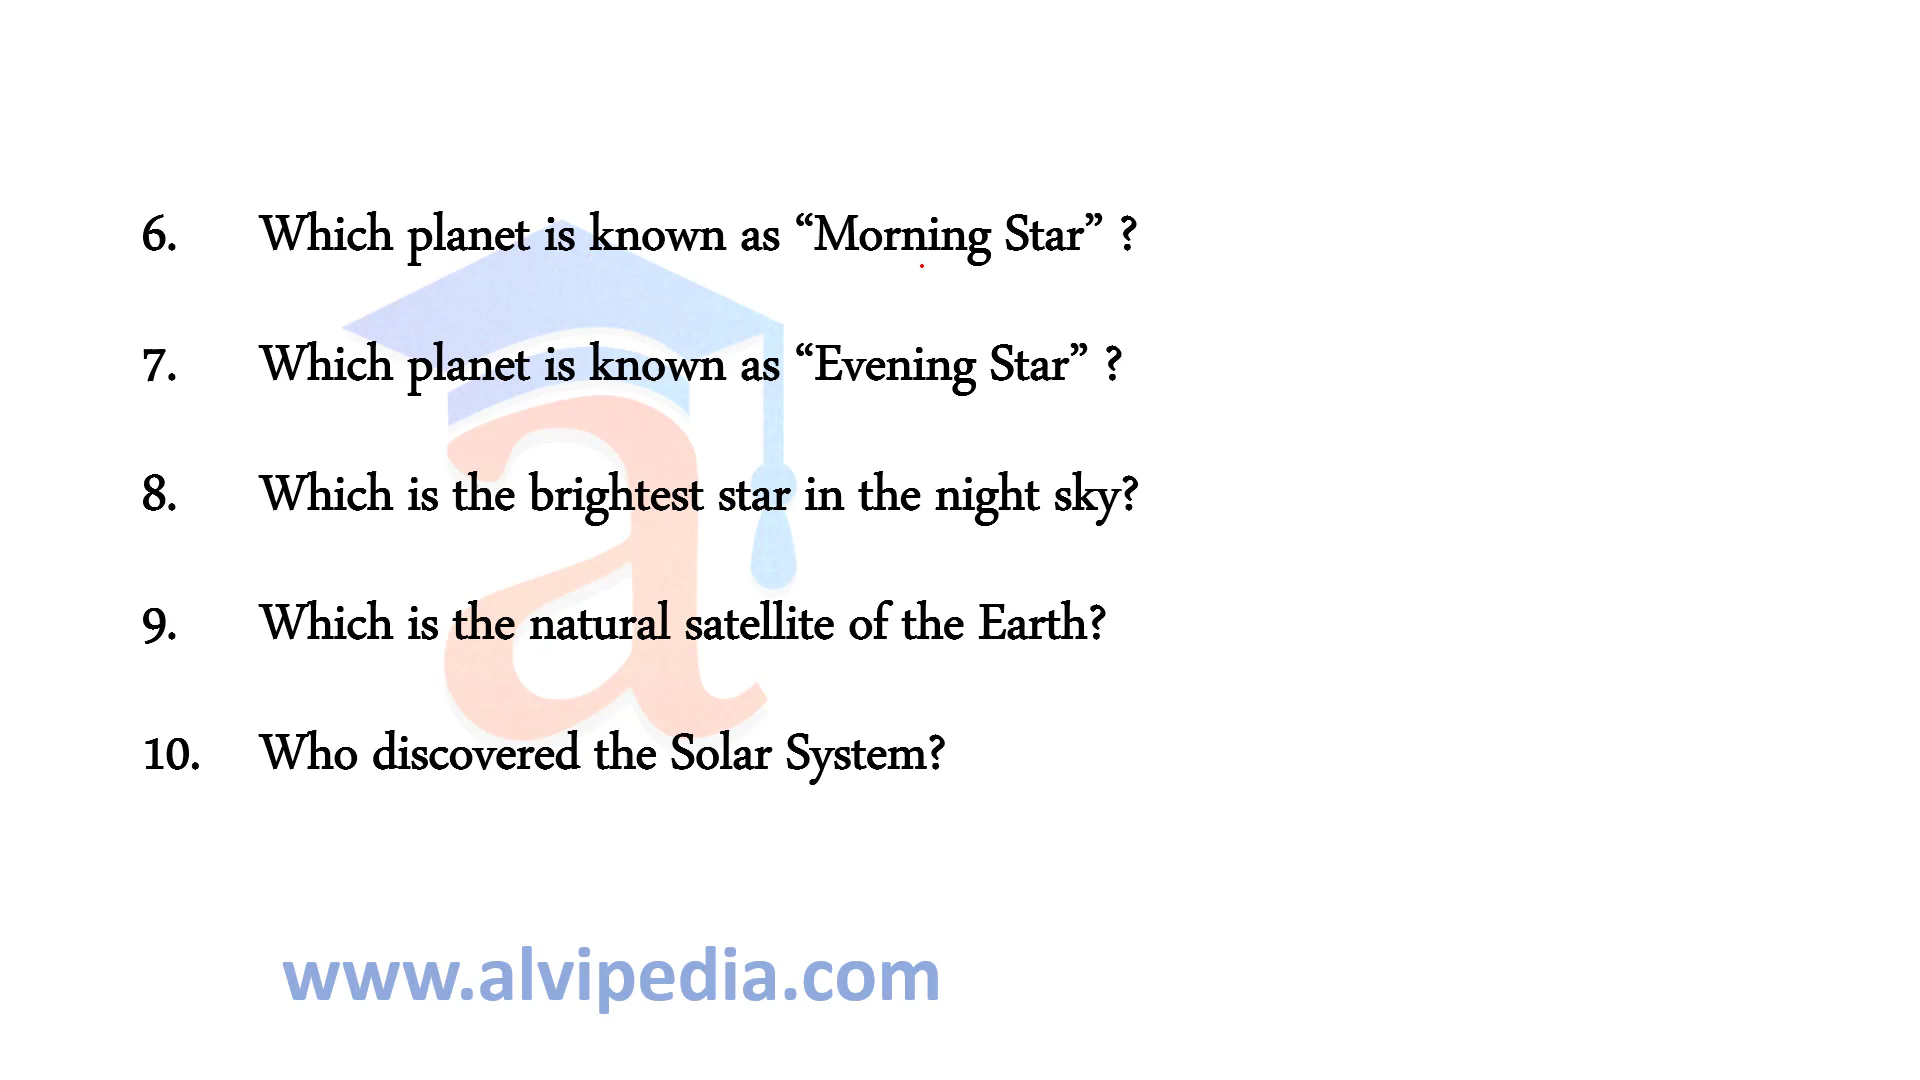 6. Which planet is known as “Morning Star” ?
7. Which planet is known as “Evening Star” ?
8. Which is the brightest star in the night sky?
9. Which is the natural satellite of the Earth?
10. Who discovered the Solar System?
a
www.alvipedia.com